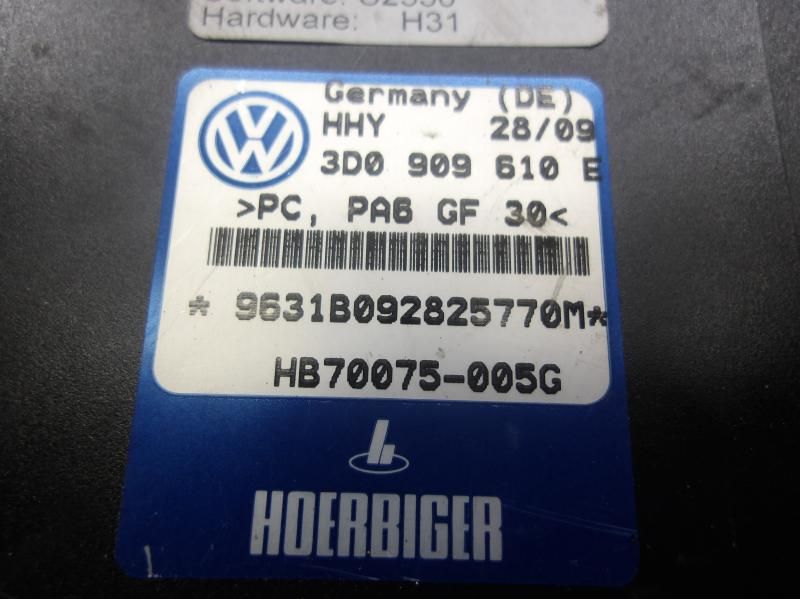 Hardware: H31
Germany (DE)
HHY 28/09
3D0 909 610 E
>PC, PA6 GF 30<
* 9631B092825770M*
HB70075-005G
HOERBIGER